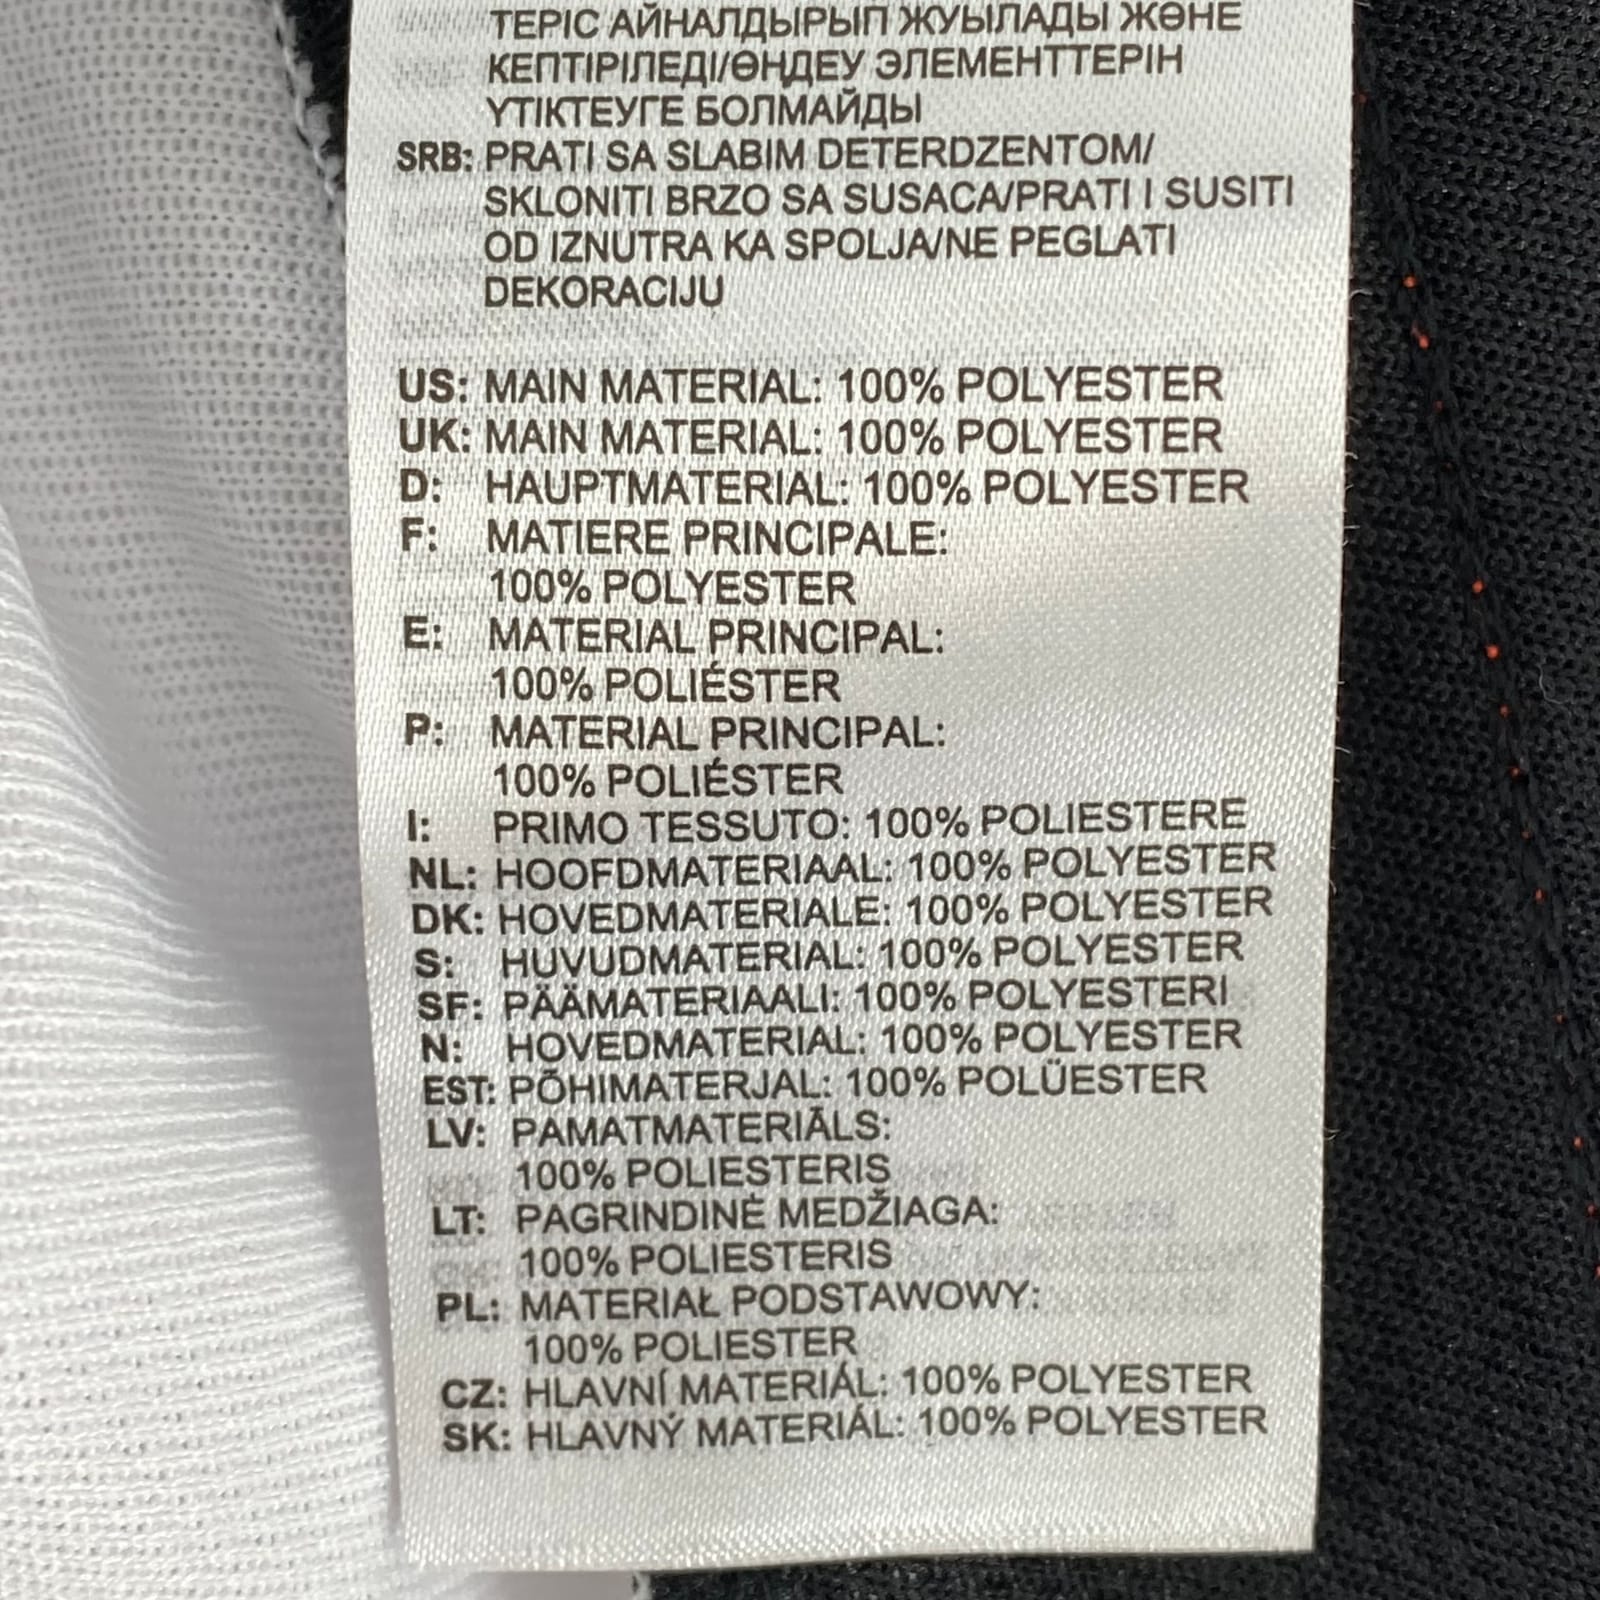 ТЕРІС АЙНАЛДЫРЫП ЖУЫЛАДЫ ЖӘНЕ
КЕПТІРІЛЕДІ/ӨҢДЕУ ЭЛЕМЕНТТЕРІН
ҮТІКТЕУГЕ БОЛМАЙДЫ
SRB: PRATI SA SLABIM DETERDZENTOM/
SKLONITI BRZO SA SUSACA/PRATI I SUSITI
OD IZNUTRA KA SPOLJA/NE PEGLATI
DEKORACIJU
US: MAIN MATERIAL: 100% POLYESTER
UK: MAIN MATERIAL: 100% POLYESTER
D: HAUPTMATERIAL: 100% POLYESTER
F: MATIERE PRINCIPALE:
100% POLYESTER
E: MATERIAL PRINCIPAL:
100% POLIÉSTER
P: MATERIAL PRINCIPAL:
100% POLIÉSTER
I: PRIMO TESSUTO: 100% POLIESTERE
NL: HOOFDMATERIAAL: 100% POLYESTER
DK: HOVEDMATERIALE: 100% POLYESTER
S: HUVUDMATERIAL: 100% POLYESTER
SF: PÄÄMATERIAALI: 100% POLYESTERI
N: HOVEDMATERIAL: 100% POLYESTER
EST: PÕHIMATERJAL: 100% POLÜESTER
LV: PAMATMATERIĀLS:
100% POLIESTERIS
LT: PAGRINDINĖ MEDŽIAGA:
100% POLIESTERIS
PL: MATERIAŁ PODSTAWOWY:
100% POLIESTER
CZ: HLAVNÍ MATERIÁL: 100% POLYESTER
SK: HLAVNÝ MATERIÁL: 100% POLYESTER